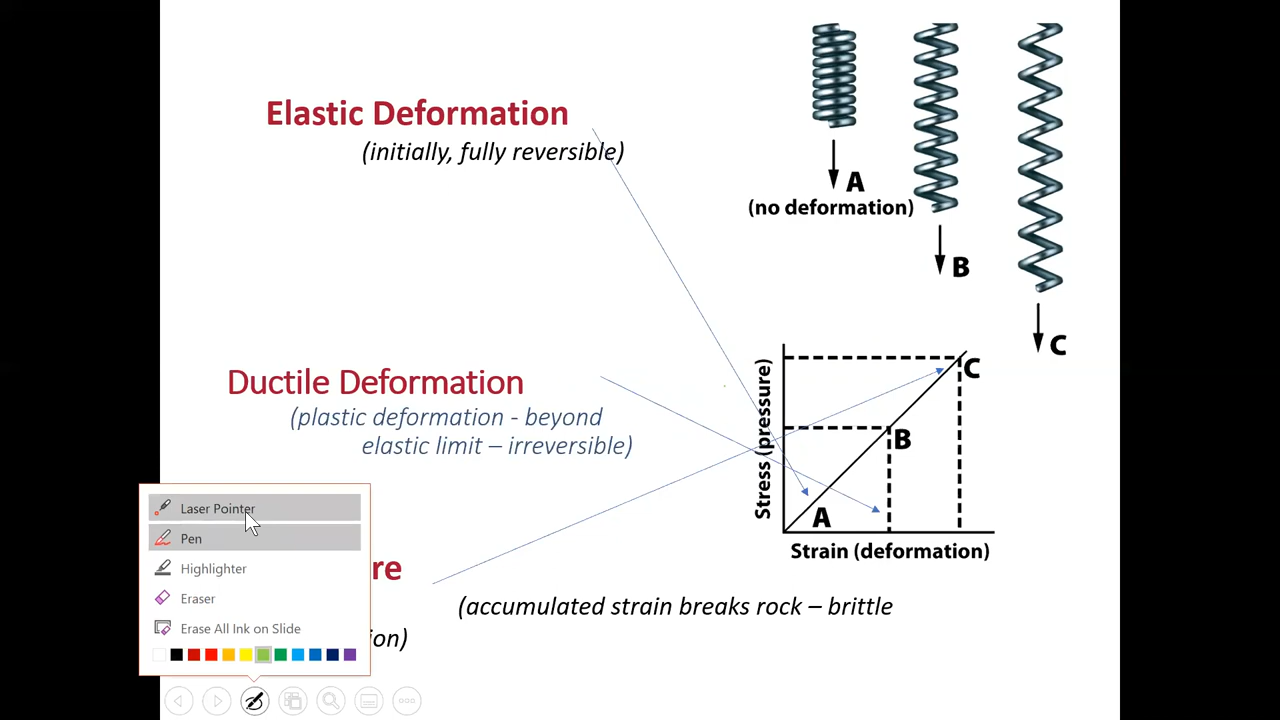 Elastic Deformation
(initially, fully reversible)
A
(no deformation)
B
C
Ductile Deformation
(plastic deformation - beyond
elastic limit – irreversible)
Stress (pressure)
C
B
A
Strain (deformation)
re
(accumulated strain breaks rock – brittle
ion)
Laser Pointer
Pen
Highlighter
Eraser
Erase All Ink on Slide